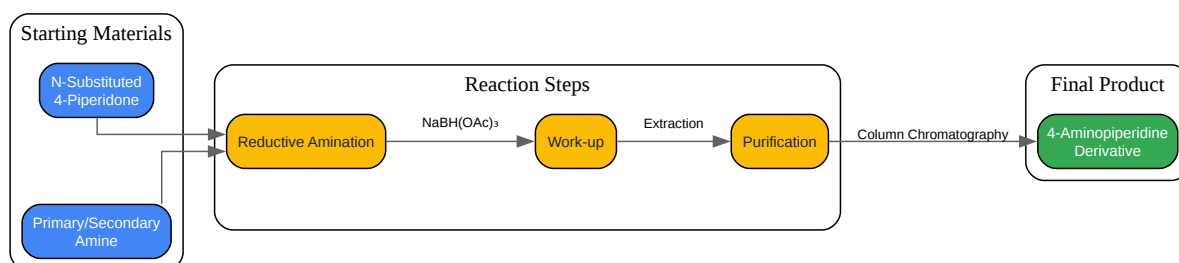 Starting Materials
N-Substituted
4-Piperidone
Primary/Secondary
Amine
Reaction Steps
Reductive Amination
NaBH(OAc)₃
Work-up
Extraction
Purification
Column Chromatography
Final Product
4-Aminopiperidine
Derivative